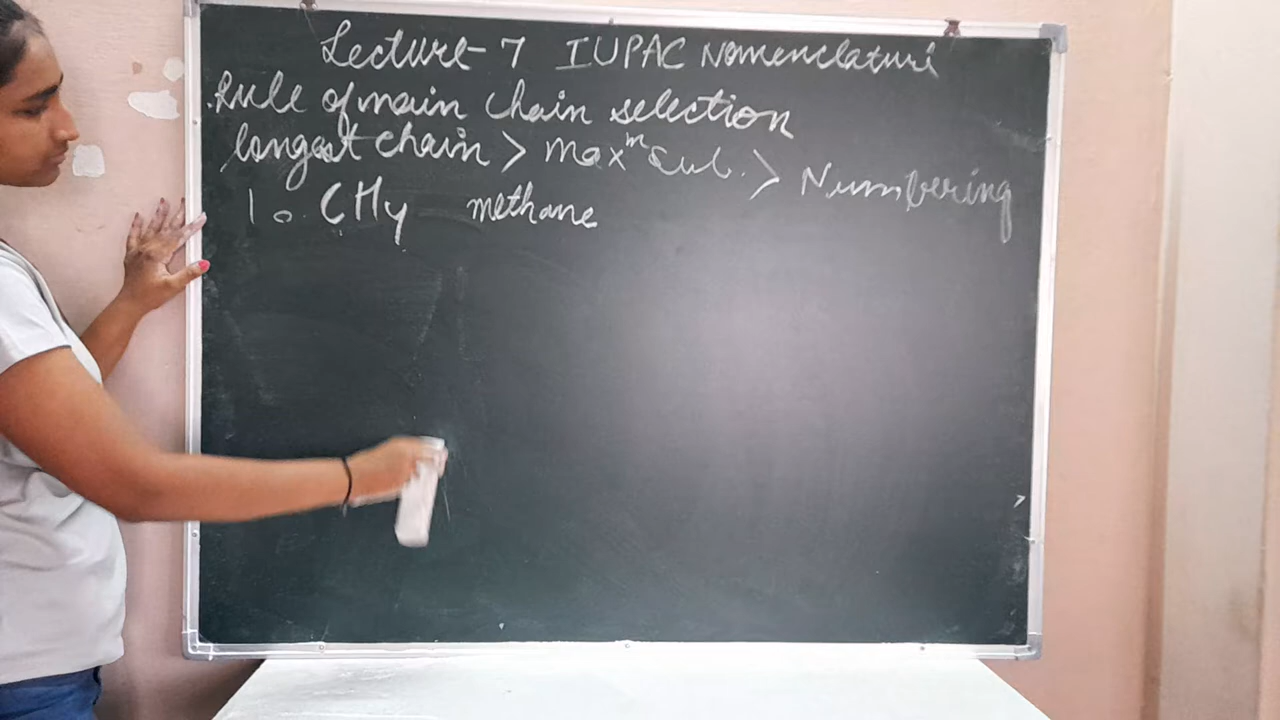 Lecture-7 IUPAC Nomenclature
Rule of main chain selection
longest chain > maxᵐ sub. > Numbering
1. CH4 methane